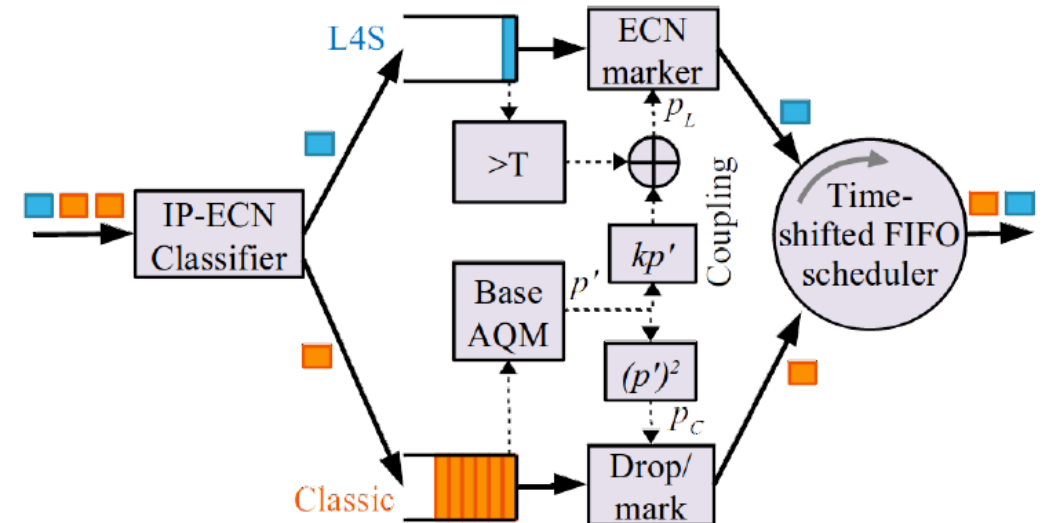 L4S
ECN
marker
p_L
>T
Coupling
IP-ECN
Classifier
Time-
shifted FIFO
scheduler
kp'
Base
AQM
p'
(p')²
p_C
Classic
Drop/
mark